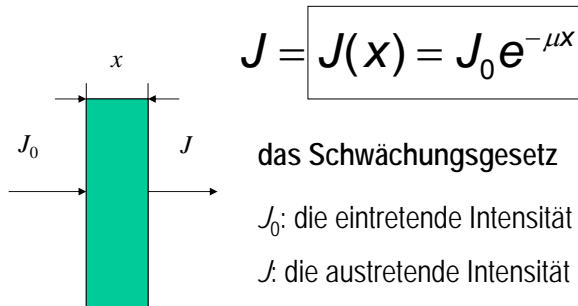 x
J₀
J
J = J(x) = J₀e^{-μx}
das Schwächungsgesetz
J₀: die eintretende Intensität
J: die austretende Intensität